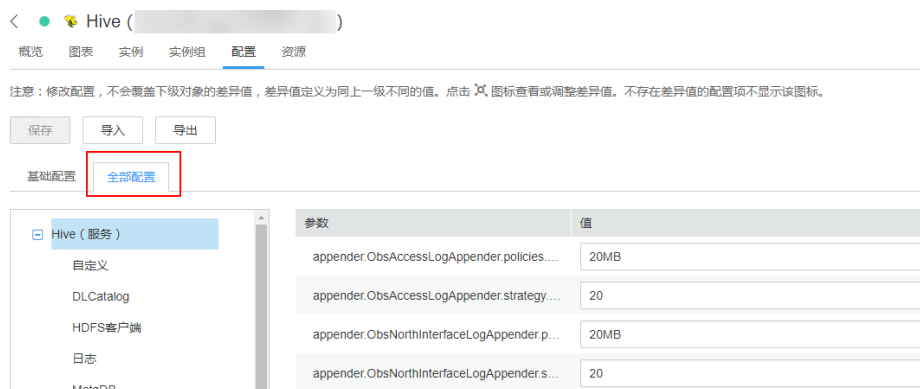 Hive ( )
概览 图表 实例 实例组 配置 资源
注意：修改配置，不会覆盖下级对象的差异值，差异值定义为同上一级不同的值。点击 图标查看或调整差异值。不存在差异值的配置项不显示该图标。
保存 导入 导出
基础配置 全部配置
Hive（服务）
自定义
DLCatalog
HDFS客户端
日志
MetaDB
参数 值
appender.ObsAccessLogAppender.policies.... 20MB
appender.ObsAccessLogAppender.strategy.... 20
appender.ObsNorthInterfaceLogAppender.p... 20MB
appender.ObsNorthInterfaceLogAppender.s... 20